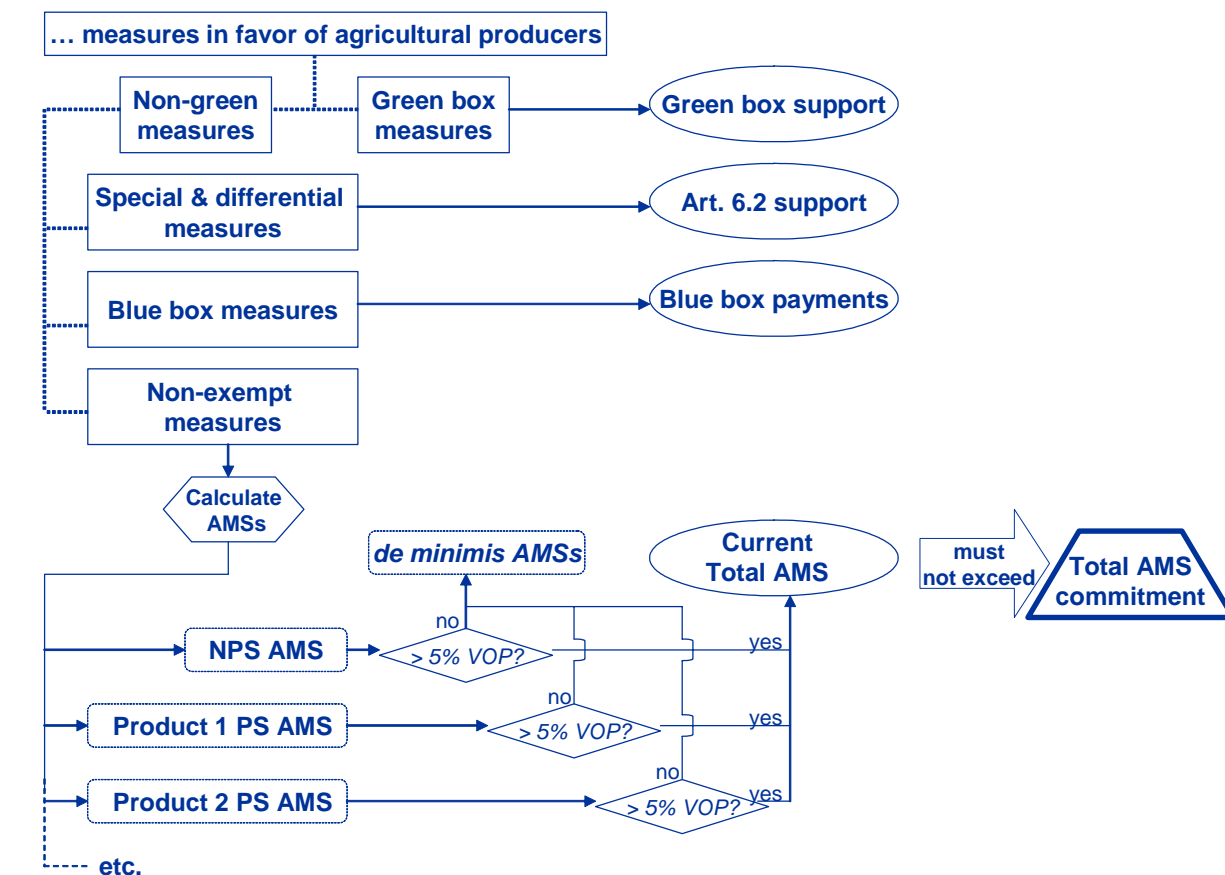 … measures in favor of agricultural producers
Non-green
measures
Green box
measures
Green box support
Special & differential
measures
Art. 6.2 support
Blue box measures
Blue box payments
Non-exempt
measures
Calculate
AMSs
de minimis AMSs
Current
Total AMS
must
not exceed
Total AMS
commitment
NPS AMS
no
> 5% VOP?
yes
Product 1 PS AMS
no
> 5% VOP?
yes
Product 2 PS AMS
no
> 5% VOP?
yes
etc.